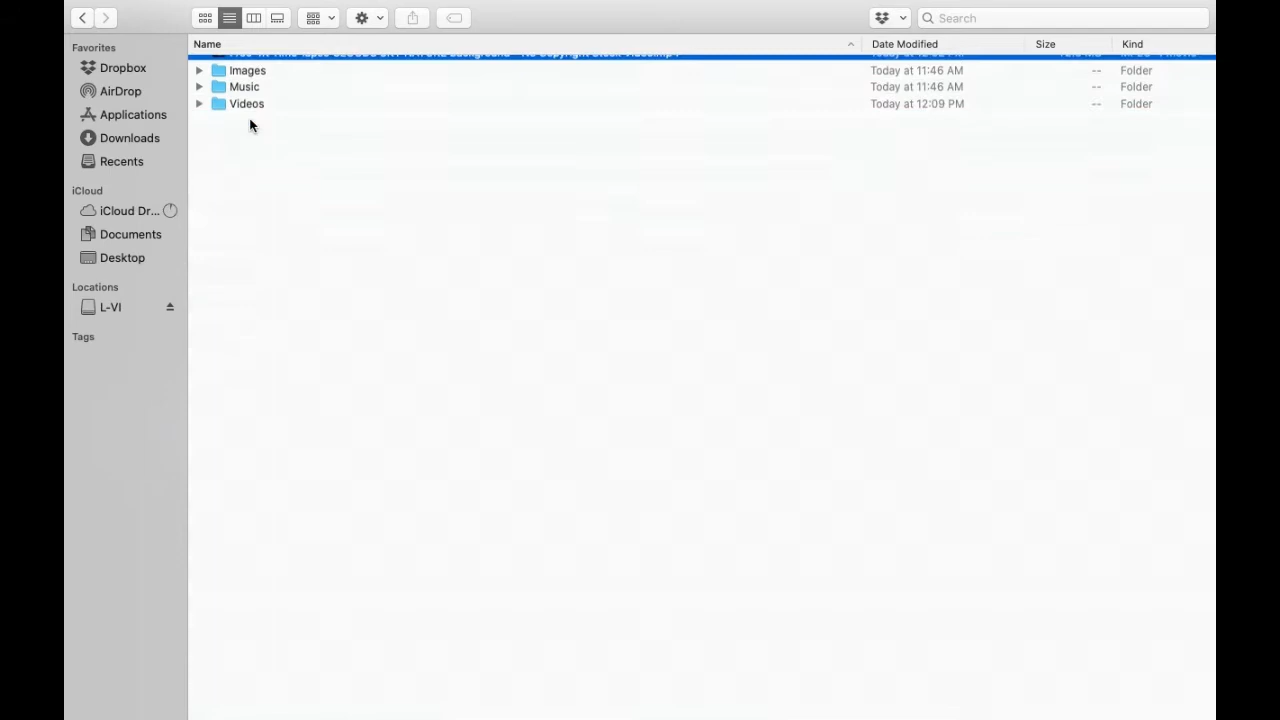 Search
Favorites
Dropbox
AirDrop
Applications
Downloads
Recents
iCloud
iCloud Dr...
Documents
Desktop
Locations
L-VI
Tags
Name Date Modified Size Kind
Images Today at 11:46 AM -- Folder
Music Today at 11:46 AM -- Folder
Videos Today at 12:09 PM -- Folder